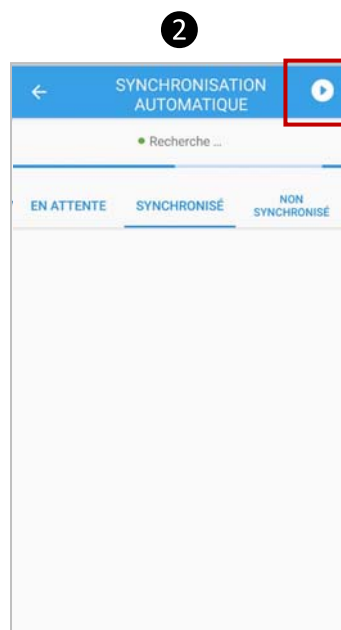 2
SYNCHRONISATION
AUTOMATIQUE
Recherche ...
EN ATTENTE
SYNCHRONISÉ
NON
SYNCHRONISÉ